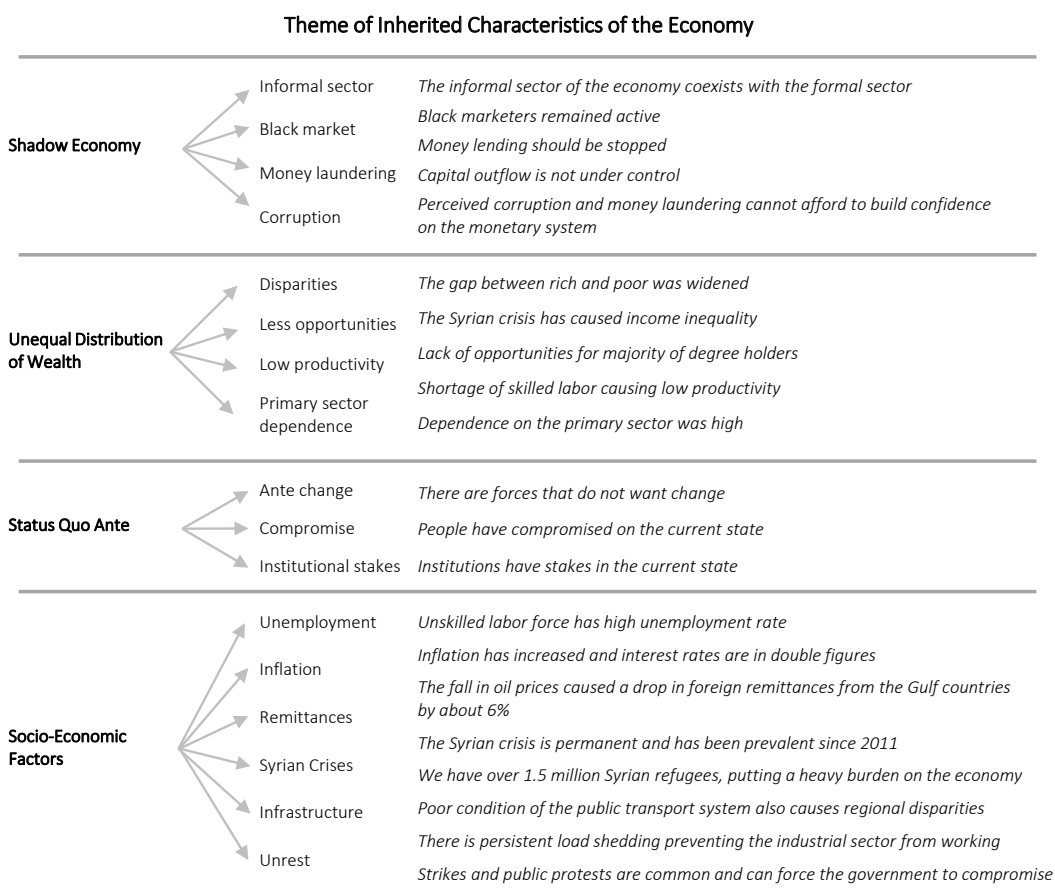 Theme of Inherited Characteristics of the Economy
Shadow Economy
Informal sector
Black market
Money laundering
Corruption
The informal sector of the economy coexists with the formal sector
Black marketers remained active
Money lending should be stopped
Capital outflow is not under control
Perceived corruption and money laundering cannot afford to build confidence
on the monetary system
Unequal Distribution
of Wealth
Disparities
Less opportunities
Low productivity
Primary sector
dependence
The gap between rich and poor was widened
The Syrian crisis has caused income inequality
Lack of opportunities for majority of degree holders
Shortage of skilled labor causing low productivity
Dependence on the primary sector was high
Status Quo Ante
Ante change
Compromise
Institutional stakes
There are forces that do not want change
People have compromised on the current state
Institutions have stakes in the current state
Socio-Economic
Factors
Unemployment
Inflation
Remittances
Syrian Crises
Infrastructure
Unrest
Unskilled labor force has high unemployment rate
Inflation has increased and interest rates are in double figures
The fall in oil prices caused a drop in foreign remittances from the Gulf countries
by about 6%
The Syrian crisis is permanent and has been prevalent since 2011
We have over 1.5 million Syrian refugees, putting a heavy burden on the economy
Poor condition of the public transport system also causes regional disparities
There is persistent load shedding preventing the industrial sector from working
Strikes and public protests are common and can force the government to compromise